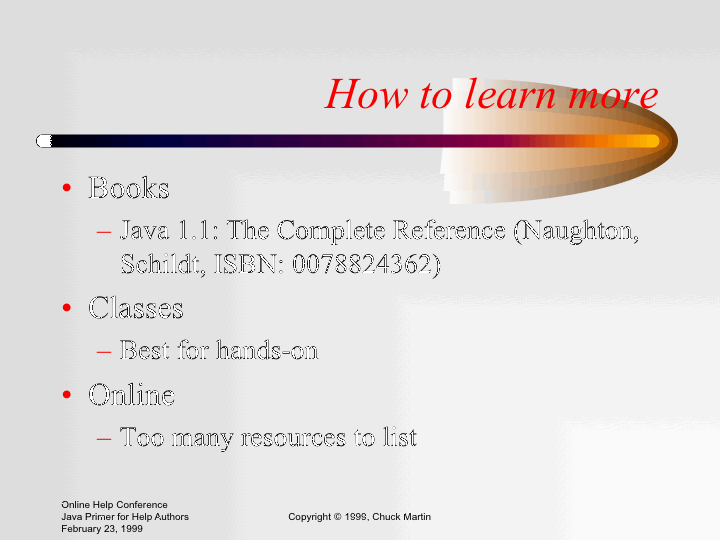 How to learn more
• Books
– Java 1.1: The Complete Reference (Naughton,
Schildt, ISBN: 0078824362)
• Classes
– Best for hands-on
• Online
– Too many resources to list
Online Help Conference
Java Primer for Help Authors
February 23, 1999
Copyright © 1999, Chuck Martin